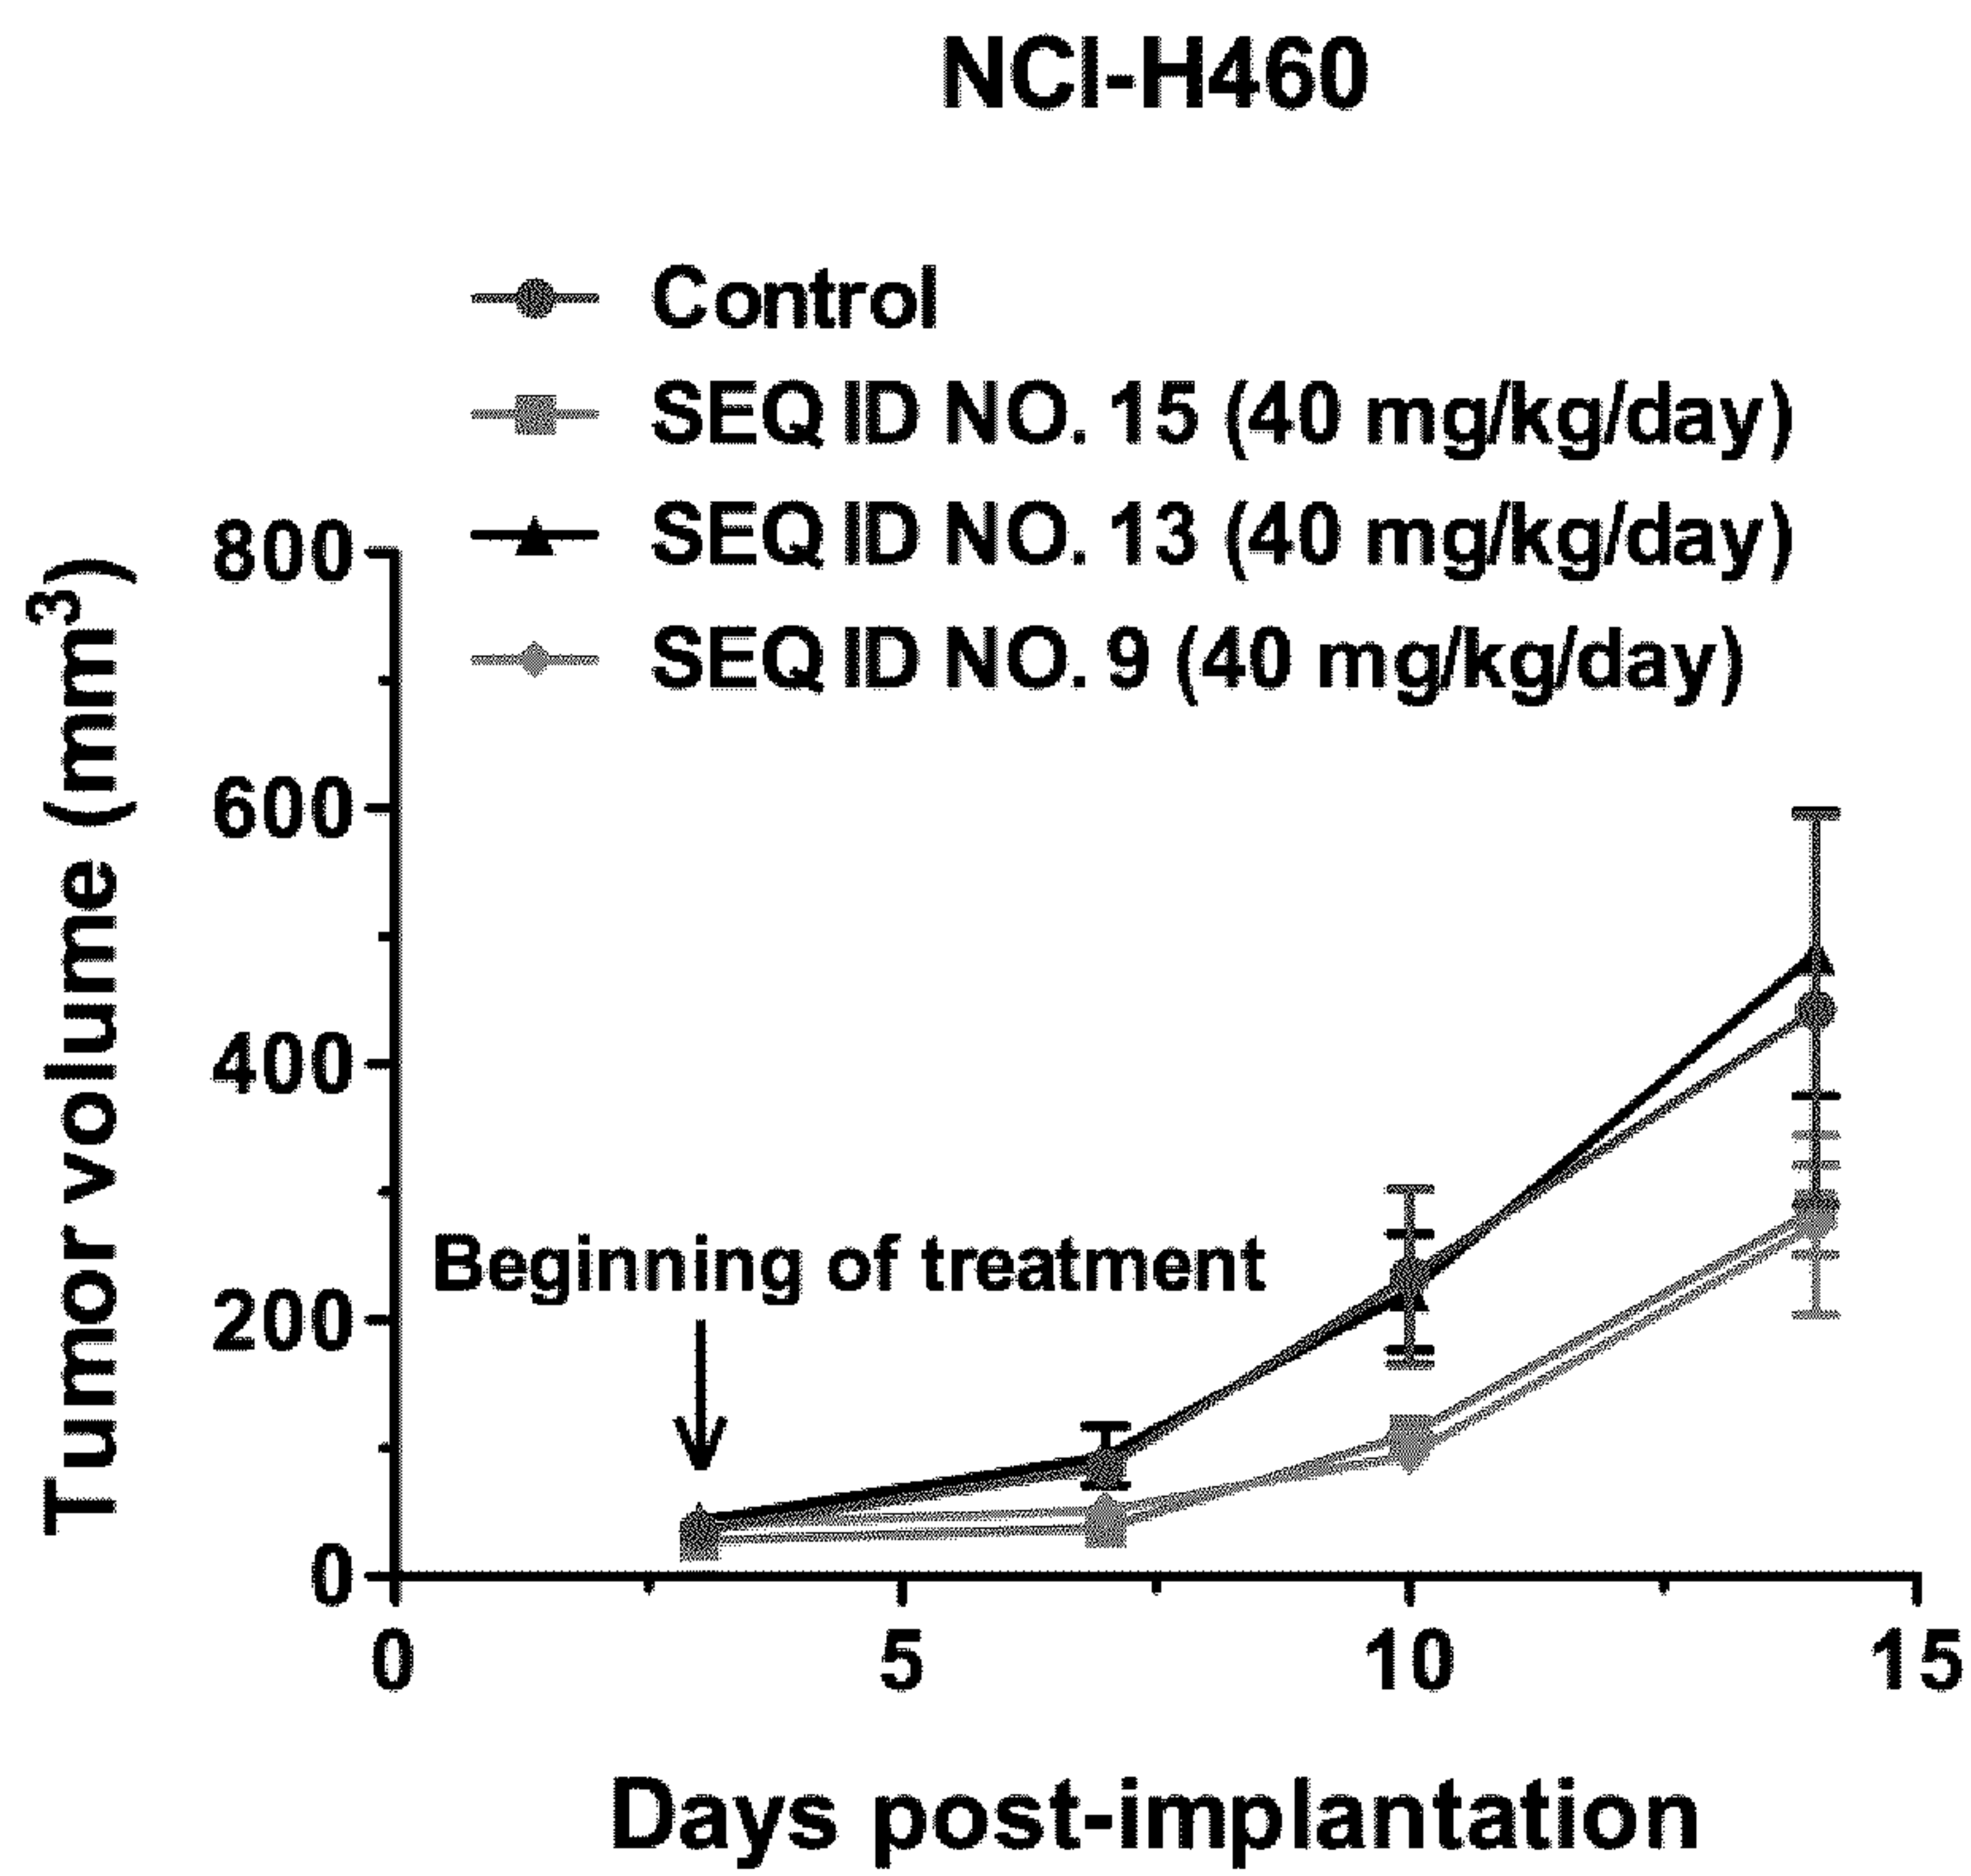 NCI-H460
Control
SEQ ID NO. 15 (40 mg/kg/day)
SEQ ID NO. 13 (40 mg/kg/day)
SEQ ID NO. 9 (40 mg/kg/day)
Tumor volume (mm³)
800
600
400
200
0
Beginning of treatment
0 5 10 15
Days post-implantation